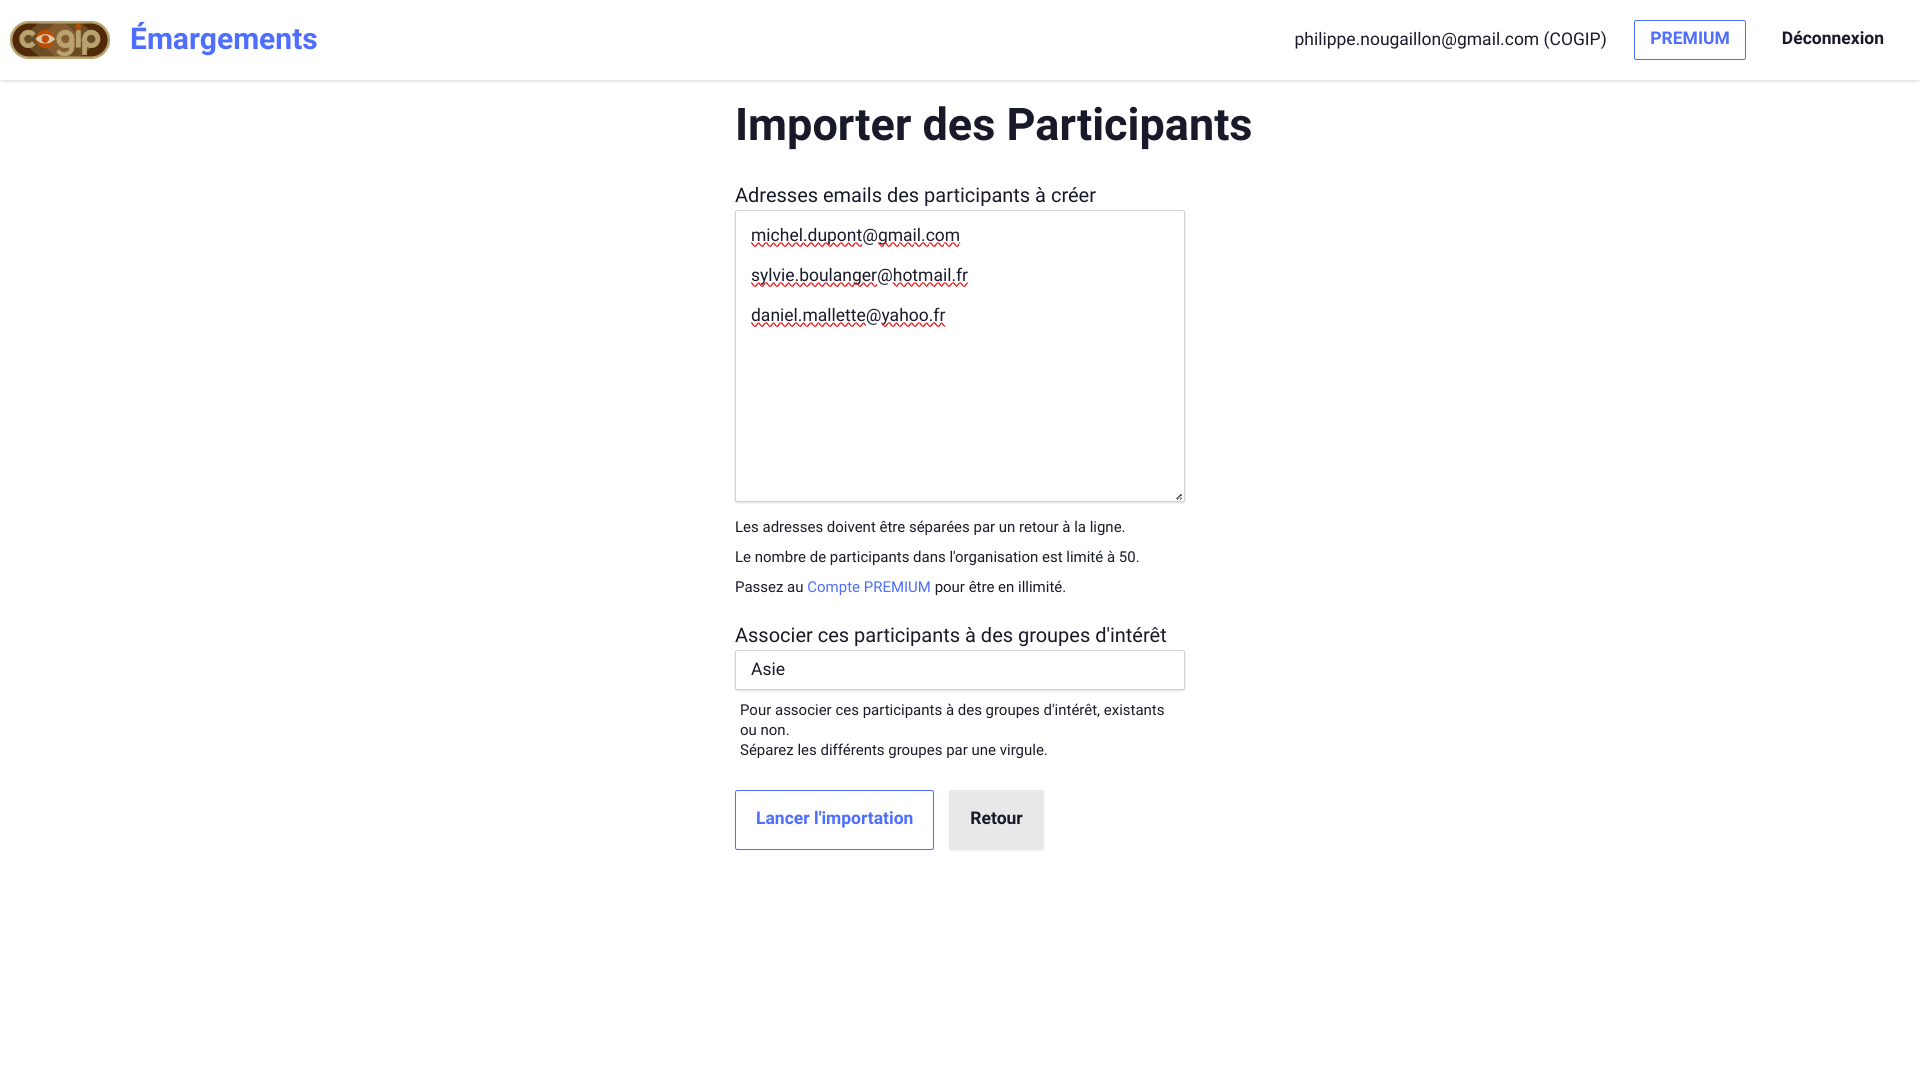 cogip
Émargements
philippe.nougaillon@gmail.com (COGIP)
PREMIUM
Déconnexion
Importer des Participants
Adresses emails des participants à créer
michel.dupont@gmail.com
sylvie.boulanger@hotmail.fr
daniel.mallette@yahoo.fr
Les adresses doivent être séparées par un retour à la ligne.
Le nombre de participants dans l'organisation est limité à 50.
Passez au Compte PREMIUM pour être en illimité.
Associer ces participants à des groupes d'intérêt
Asie
Pour associer ces participants à des groupes d'intérêt, existants
ou non.
Séparez les différents groupes par une virgule.
Lancer l'importation
Retour